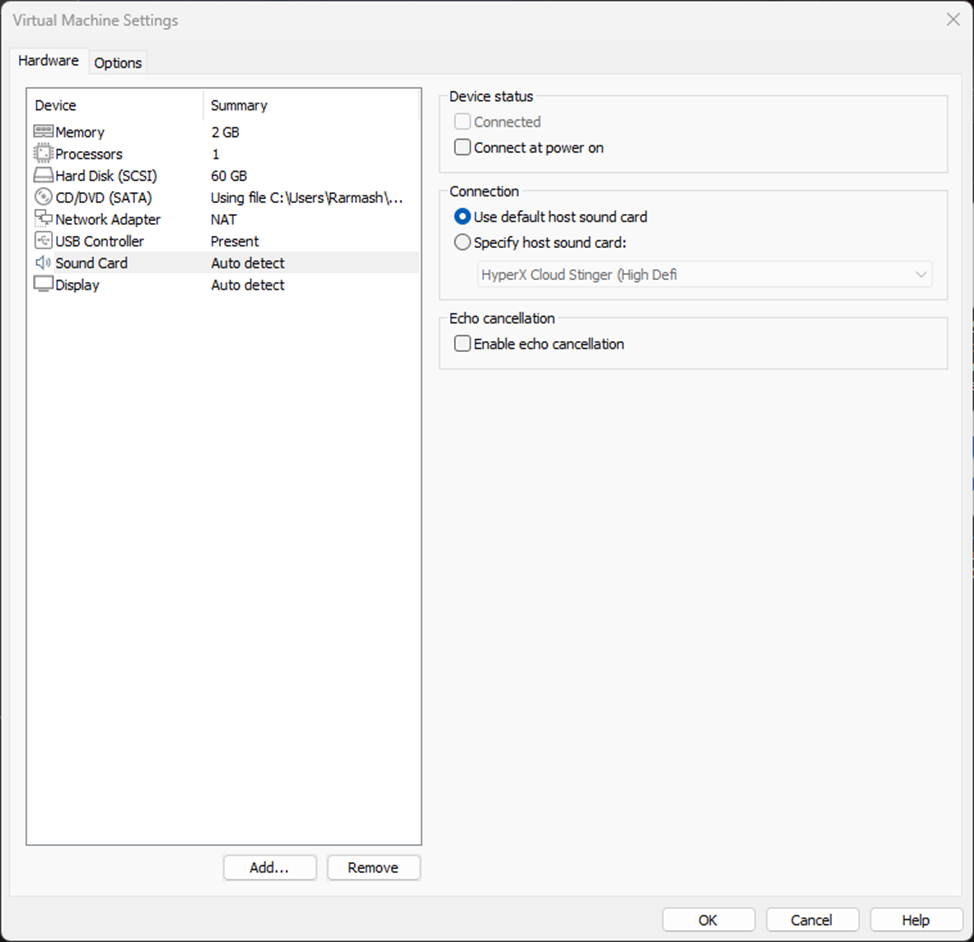 Virtual Machine Settings
Hardware Options
Device Summary
Memory 2 GB
Processors 1
Hard Disk (SCSI) 60 GB
CD/DVD (SATA) Using file C:\Users\Rarmash\...
Network Adapter NAT
USB Controller Present
Sound Card Auto detect
Display Auto detect
Add... Remove
Device status
Connected
Connect at power on
Connection
Use default host sound card
Specify host sound card:
HyperX Cloud Stinger (High Defi
Echo cancellation
Enable echo cancellation
OK Cancel Help